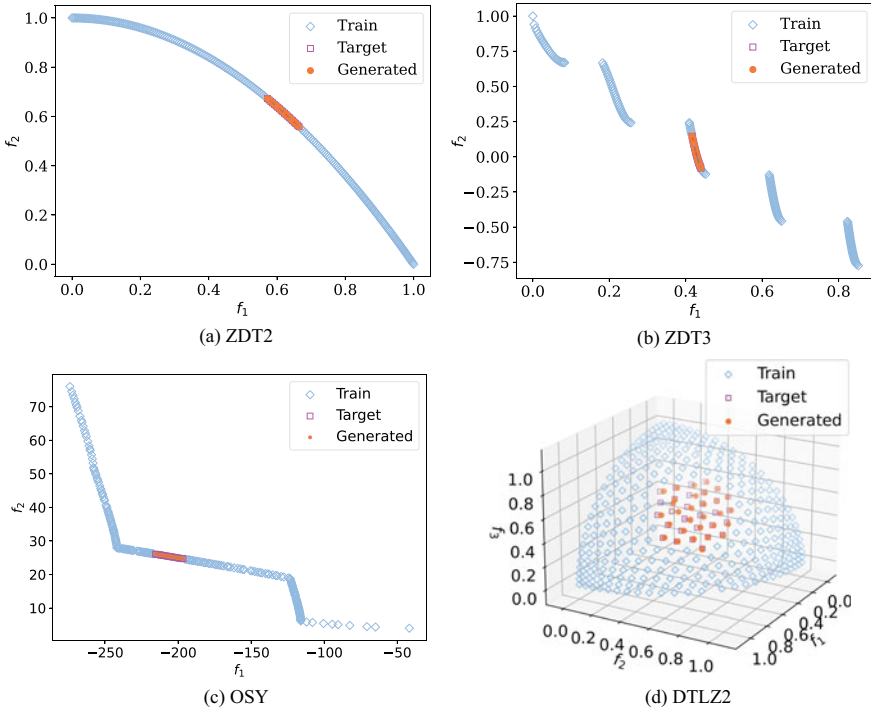 1.0
0.8
0.6
0.4
0.2
0.0
f₂
Train
Target
Generated
0.0 0.2 0.4 0.6 0.8 1.0
f₁
(a) ZDT2
1.00
0.75
0.50
0.25
0.00
−0.25
−0.50
−0.75
f₂
Train
Target
Generated
0.0 0.2 0.4 0.6 0.8
f₁
(b) ZDT3
70
60
50
40
30
20
10
f₂
Train
Target
Generated
−250 −200 −150 −100 −50
f₁
(c) OSY
Train
Target
Generated
1.0
0.8
0.6
0.4
0.2
0.0
f₃
0.0 0.2 0.4 0.6 0.8 1.0
f₂
1.0 0.8 0.6 0.4 0.2 0.0
f₁
(d) DTLZ2